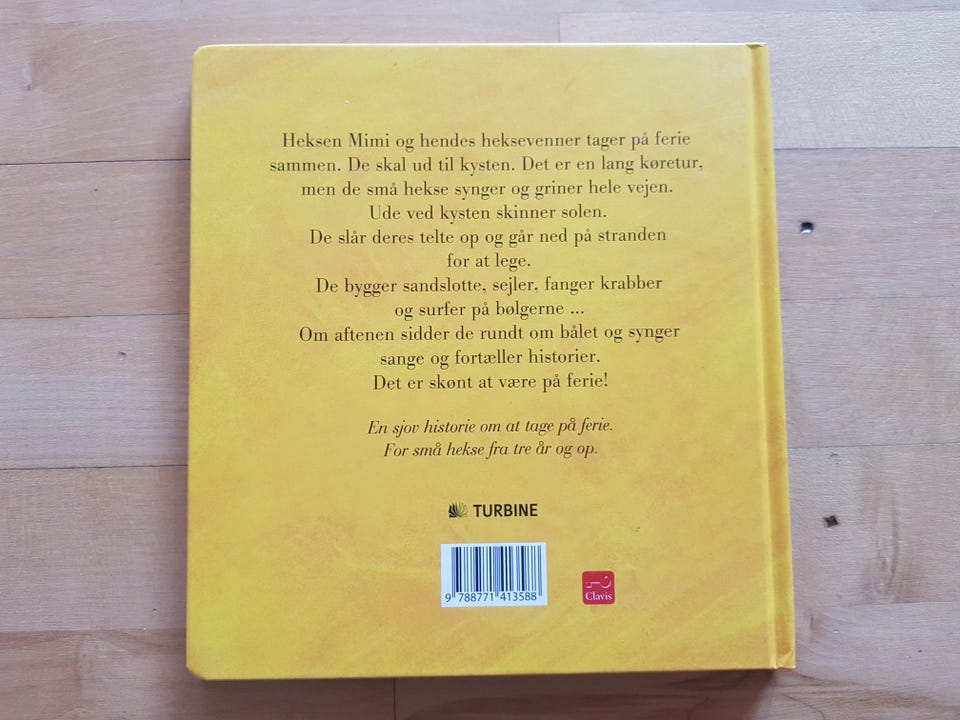 Heksen Mimi og hendes heksevenner tager på ferie
sammen. De skal ud til kysten. Det er en lang køretur,
men de små hekse synger og griner hele vejen.
Ude ved kysten skinner solen.
De slår deres telte op og går ned på stranden
for at lege.
De bygger sandslotte, sejler, fanger krabber
og surfer på bølgerne ...
Om aftenen sidder de rundt om bålet og synger
sange og fortæller historier.
Det er skønt at være på ferie!
En sjov historie om at tage på ferie.
For små hekse fra tre år og op.
TURBINE
9 788771 413588
Clavis